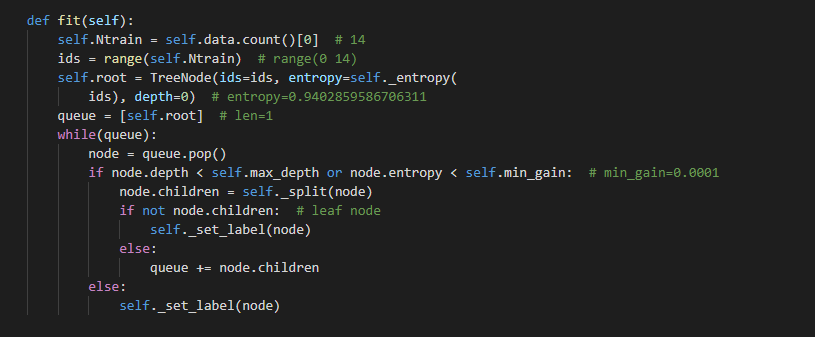 def fit(self):
    self.Ntrain = self.data.count()[0]  # 14
    ids = range(self.Ntrain)  # range(0 14)
    self.root = TreeNode(ids=ids, entropy=self._entropy(
        ids), depth=0)  # entropy=0.9402859586706311
    queue = [self.root]  # len=1
    while(queue):
        node = queue.pop()
        if node.depth < self.max_depth or node.entropy < self.min_gain:  # min_gain=0.0001
            node.children = self._split(node)
            if not node.children:  # leaf node
                self._set_label(node)
            else:
                queue += node.children
        else:
            self._set_label(node)